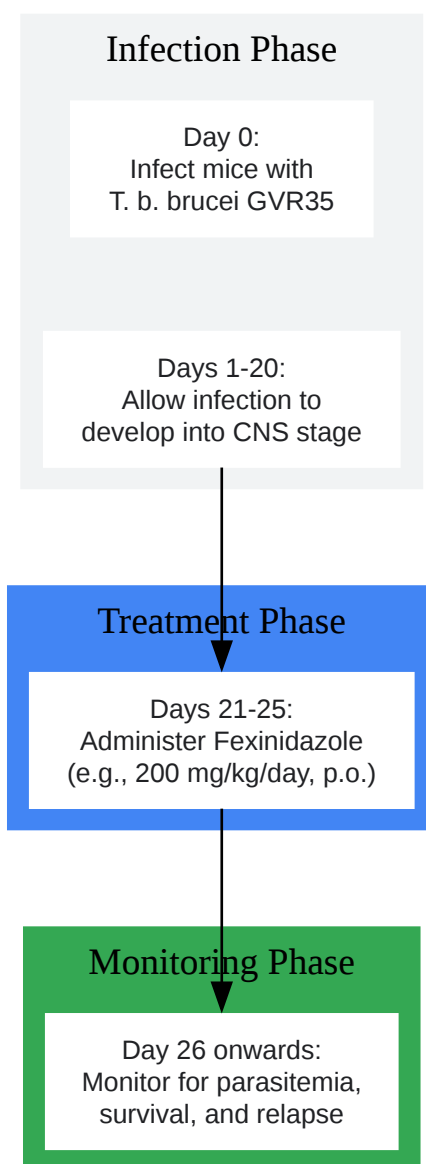 Infection Phase
Day 0:
Infect mice with
T. b. brucei GVR35
Days 1-20:
Allow infection to
develop into CNS stage
Treatment Phase
Days 21-25:
Administer Fexinidazole
(e.g., 200 mg/kg/day, p.o.)
Monitoring Phase
Day 26 onwards:
Monitor for parasitemia,
survival, and relapse